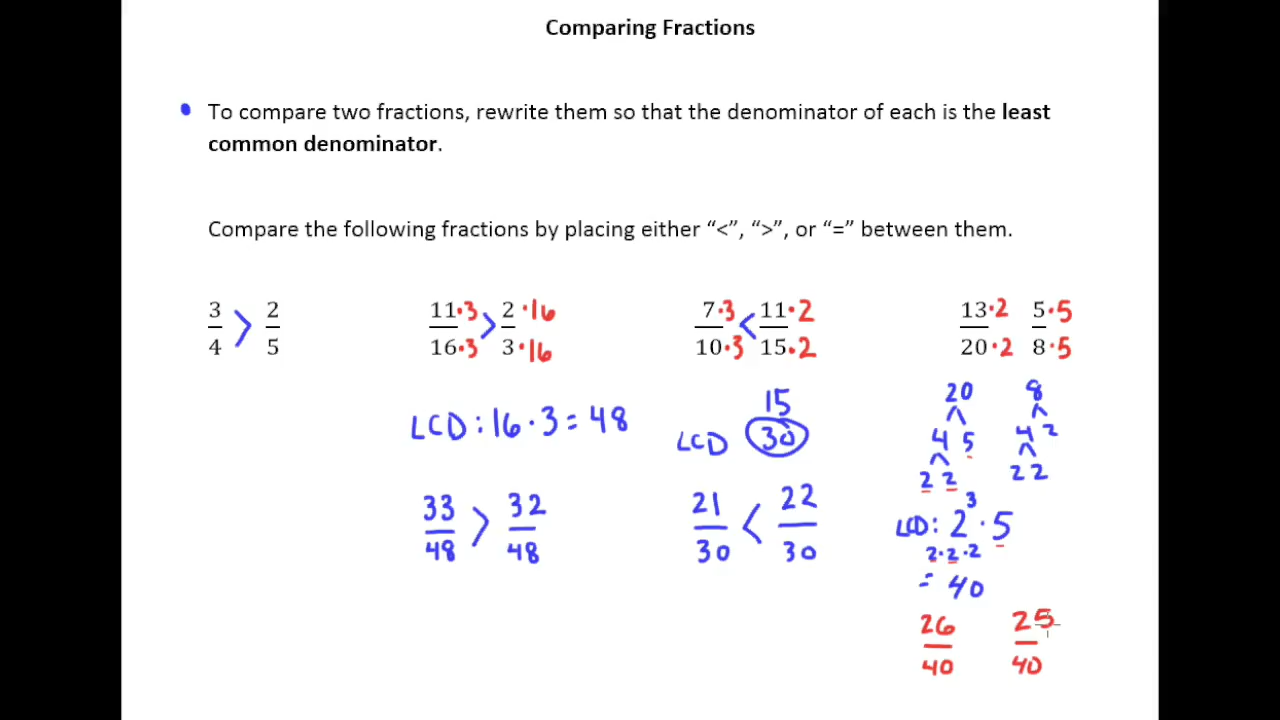 Comparing Fractions
• To compare two fractions, rewrite them so that the denominator of each is the least
common denominator.
Compare the following fractions by placing either “<”, “>”, or “=” between them.
3/4 > 2/5
11·3/16·3 > 2·16/3·16
7·3/10·3 < 11·2/15·2
13·2/20·2 5·5/8·5
LCD: 16·3 = 48
33/48 > 32/48
15
LCD 30
21/30 < 22/30
20 8
4 5 4 2
2 2 2 2
LCD: 2³·5
2·2·2
= 40
26/40 25/40